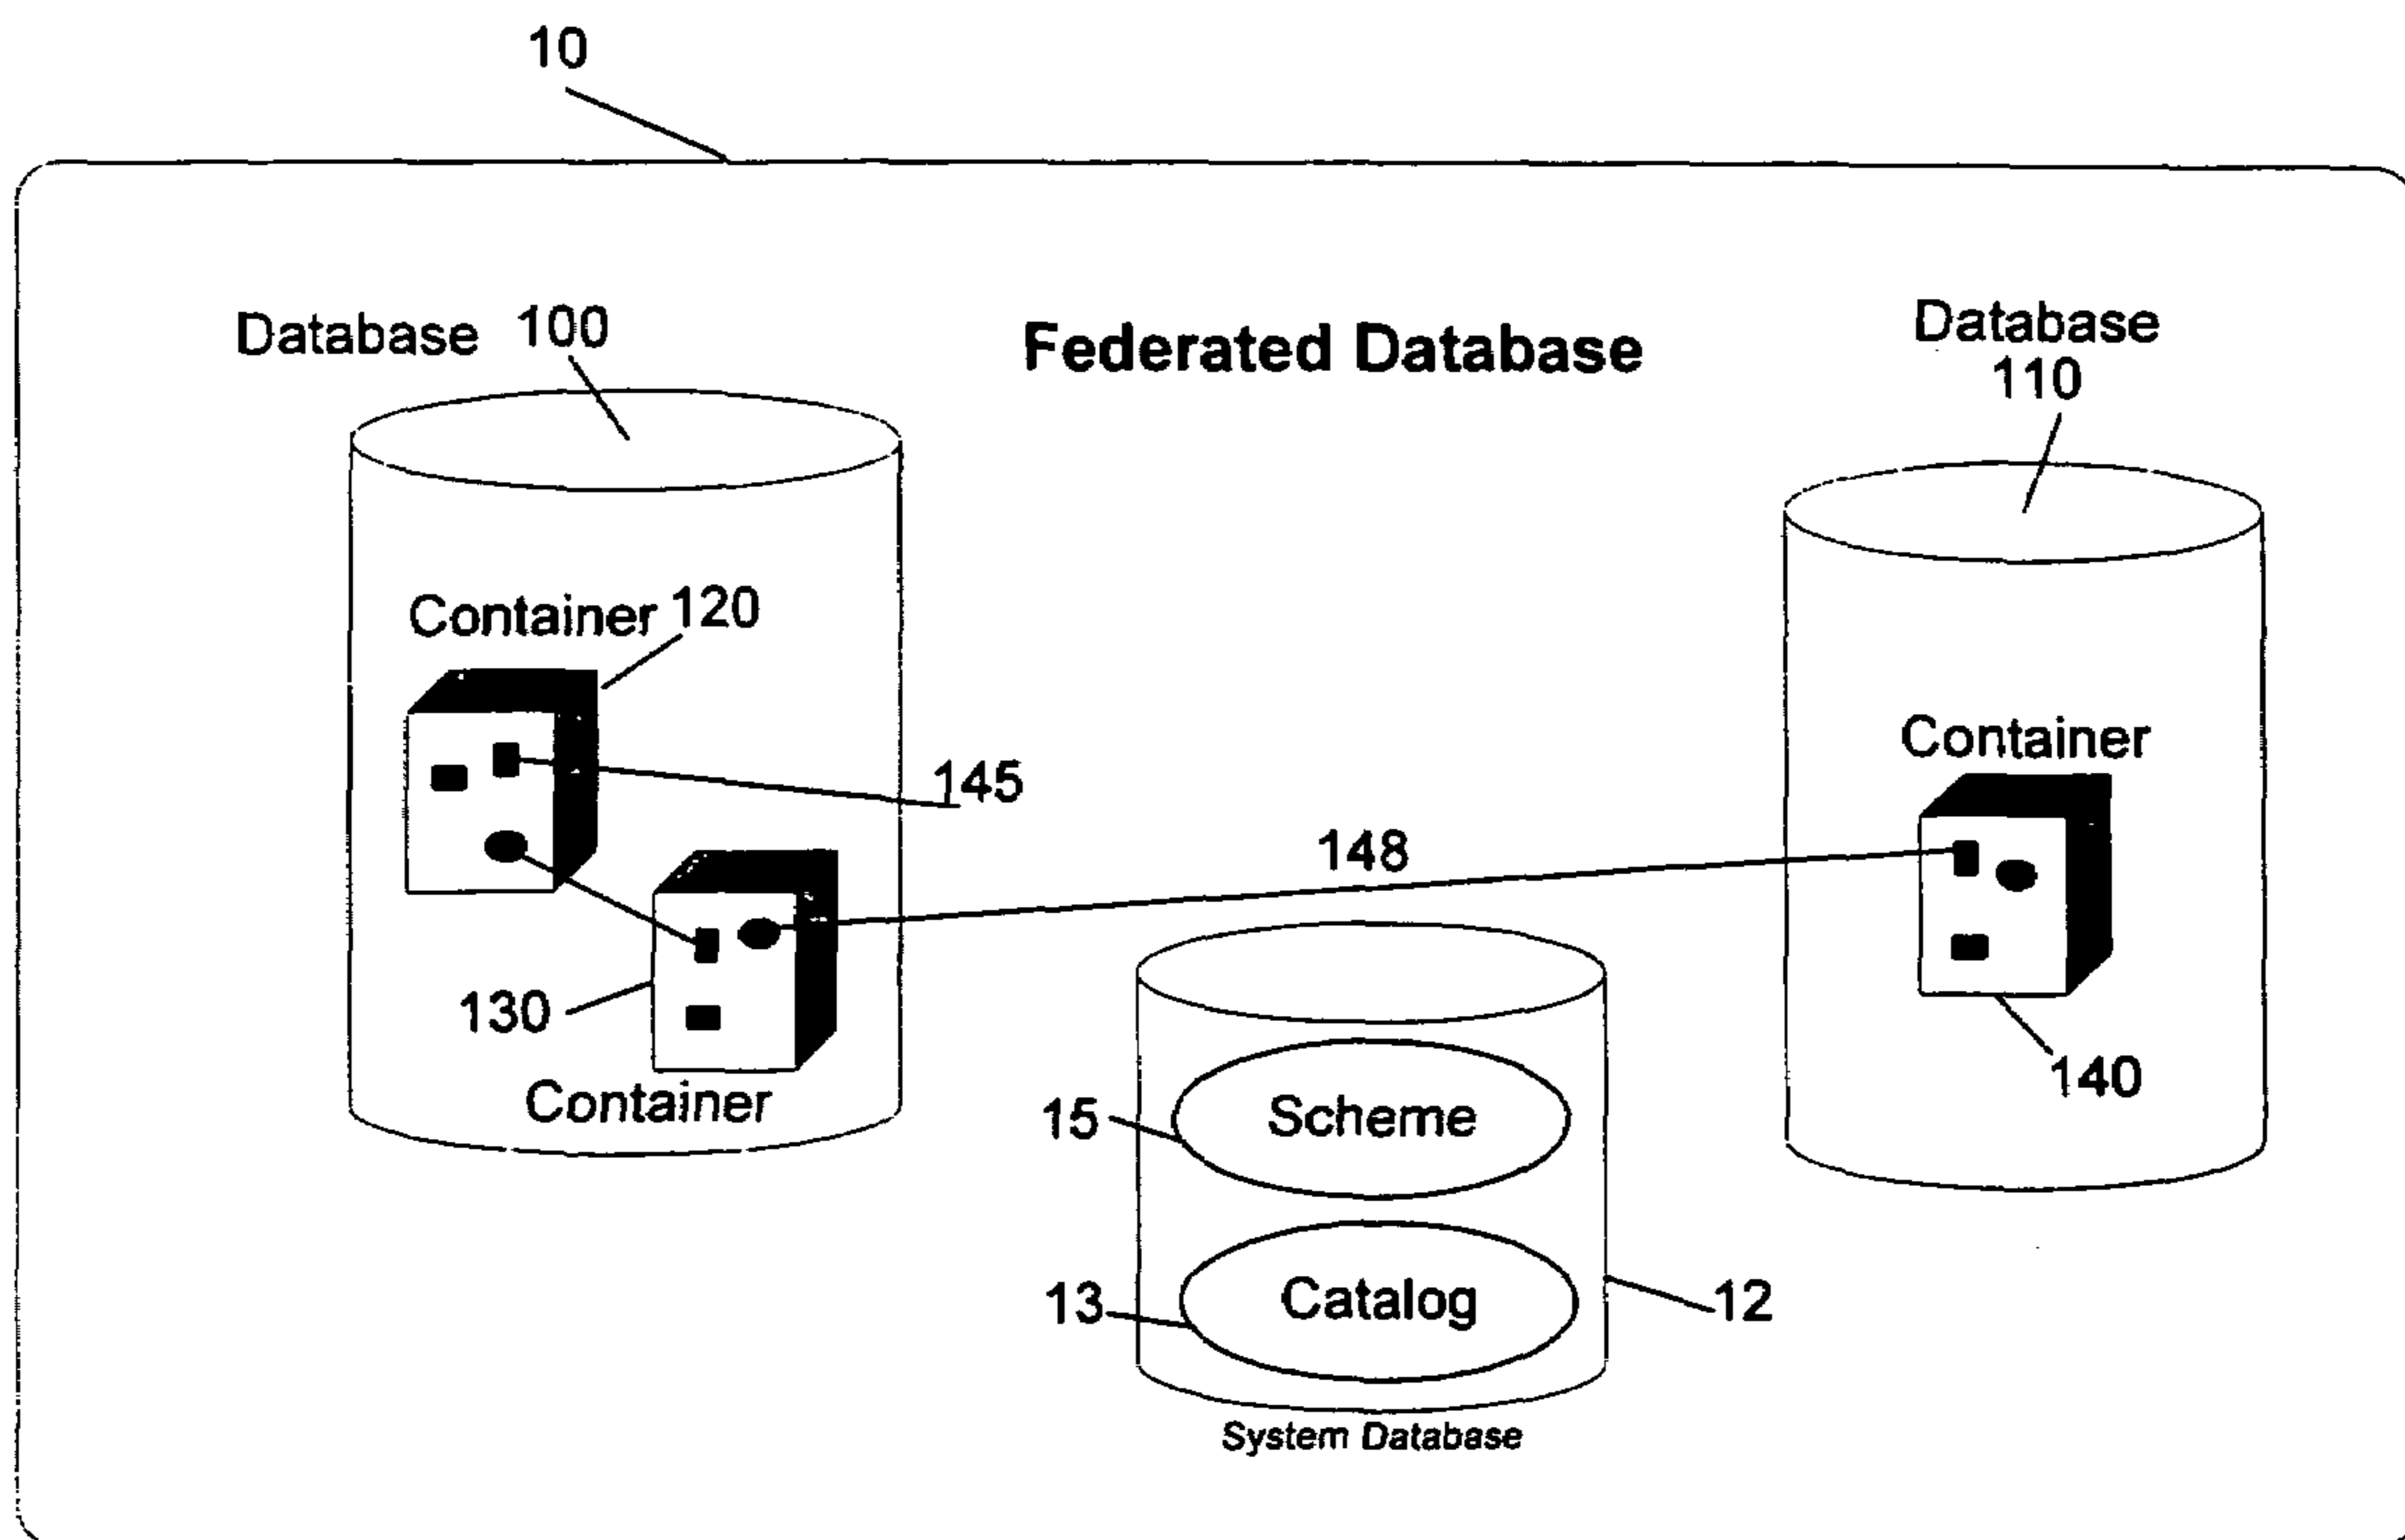 10
Database 100
Federated Database
Database
110
Container 120
Container
145
148
130
Container
140
15
Scheme
13
Catalog
12
System Database